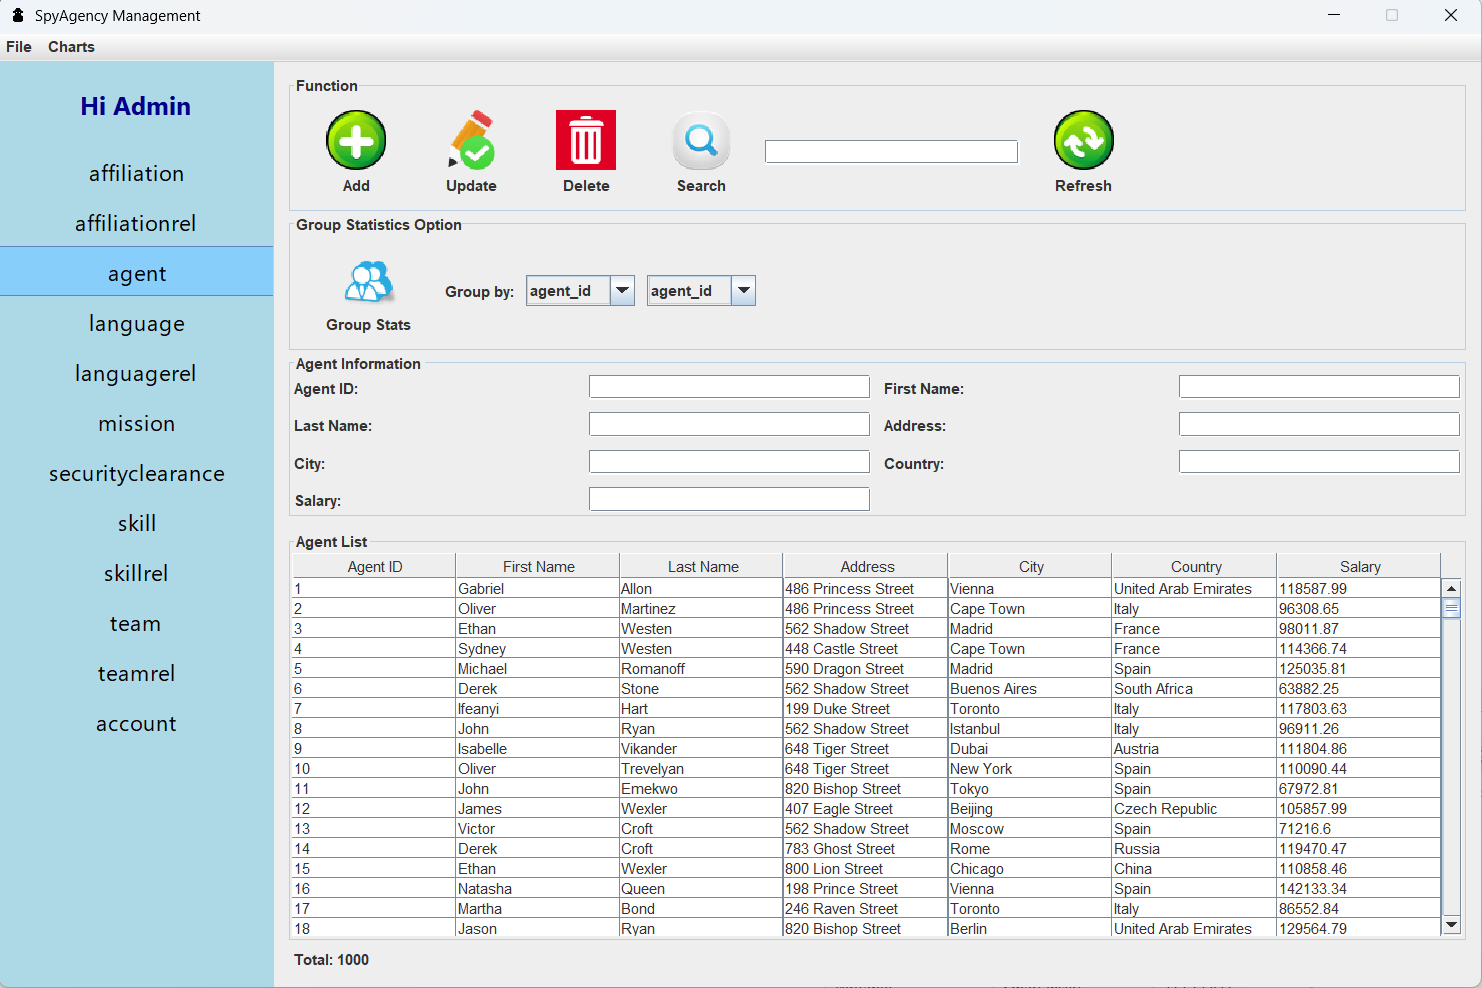 SpyAgency Management
File Charts
Hi Admin
affiliation
affiliationrel
agent
language
languagerel
mission
securityclearance
skill
skillrel
team
teamrel
account
Function
Add Update Delete Search Refresh
Group Statistics Option
Group Stats
Group by: agent_id agent_id
Agent Information
Agent ID: First Name:
Last Name: Address:
City: Country:
Salary:
Agent List
Agent ID First Name Last Name Address City Country Salary
1 Gabriel Allon 486 Princess Street Vienna United Arab Emirates 118587.99
2 Oliver Martinez 486 Princess Street Cape Town Italy 96308.65
3 Ethan Westen 562 Shadow Street Madrid France 98011.87
4 Sydney Westen 448 Castle Street Cape Town France 114366.74
5 Michael Romanoff 590 Dragon Street Madrid Spain 125035.81
6 Derek Stone 562 Shadow Street Buenos Aires South Africa 63882.25
7 Ifeanyi Hart 199 Duke Street Toronto Italy 117803.63
8 John Ryan 562 Shadow Street Istanbul Italy 96911.26
9 Isabelle Vikander 648 Tiger Street Dubai Austria 111804.86
10 Oliver Trevelyan 648 Tiger Street New York Spain 110090.44
11 John Emekwo 820 Bishop Street Tokyo Spain 67972.81
12 James Wexler 407 Eagle Street Beijing Czech Republic 105857.99
13 Victor Croft 562 Shadow Street Moscow Spain 71216.6
14 Derek Croft 783 Ghost Street Rome Russia 119470.47
15 Ethan Wexler 800 Lion Street Chicago China 110858.46
16 Natasha Queen 198 Prince Street Vienna Spain 142133.34
17 Martha Bond 246 Raven Street Toronto Italy 86552.84
18 Jason Ryan 820 Bishop Street Berlin United Arab Emirates 129564.79
Total: 1000